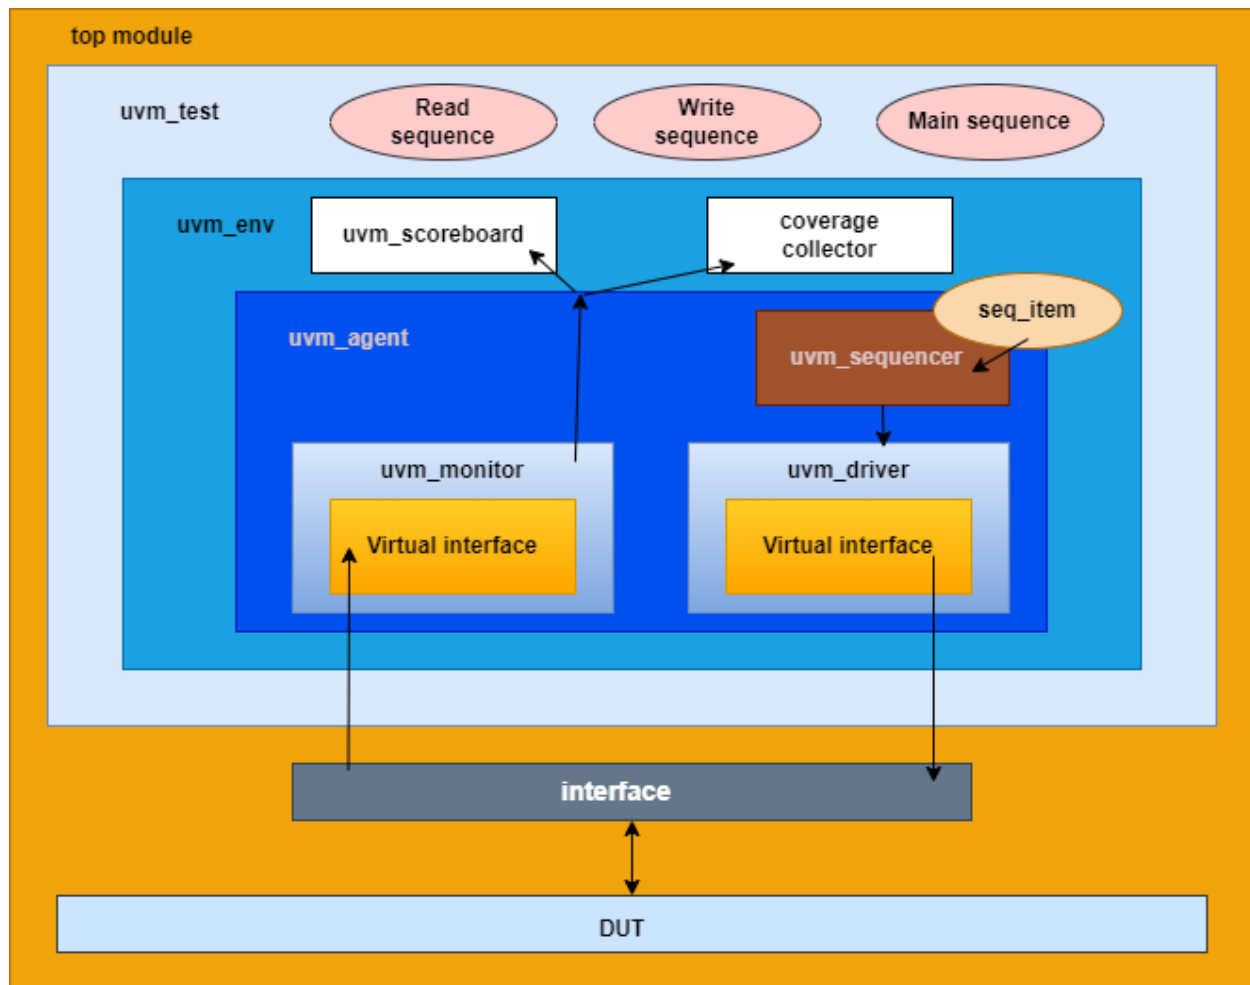 top module
uvm_test
Read
sequence
Write
sequence
Main sequence
uvm_env
uvm_scoreboard
coverage
collector
seq_item
uvm_agent
uvm_sequencer
uvm_monitor
uvm_driver
Virtual interface
Virtual interface
interface
DUT